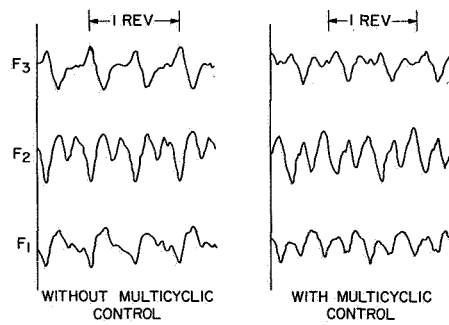 1 REV
1 REV
F3
F2
F1
WITHOUT MULTICYCLIC
CONTROL
WITH MULTICYCLIC
CONTROL